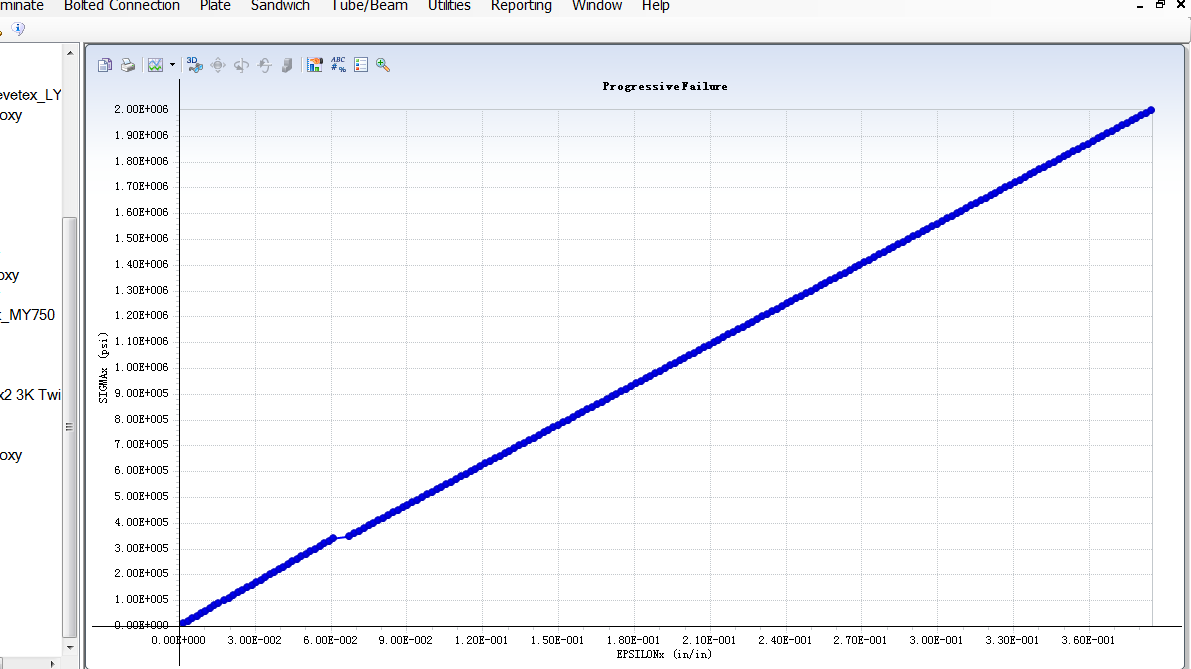 minate Bolted Connection Plate Sandwich Tube/Beam Utilities Reporting Window Help
evetex_LY
oxy
oxy
t_MY750
x2 3K Twi
oxy
3D
ABC
#%
ProgressiveFailure
2.00E+006
1.90E+006
1.80E+006
1.70E+006
1.60E+006
1.50E+006
1.40E+006
1.30E+006
1.20E+006
1.10E+006
1.00E+006
9.00E+005
8.00E+005
7.00E+005
6.00E+005
5.00E+005
4.00E+005
3.00E+005
2.00E+005
1.00E+005
0.00E+000
SIGMAx (psi)
0.00E+000 3.00E-002 6.00E-002 9.00E-002 1.20E-001 1.50E-001 1.80E-001 2.10E-001 2.40E-001 2.70E-001 3.00E-001 3.30E-001 3.60E-001
EPSILONx (in/in)